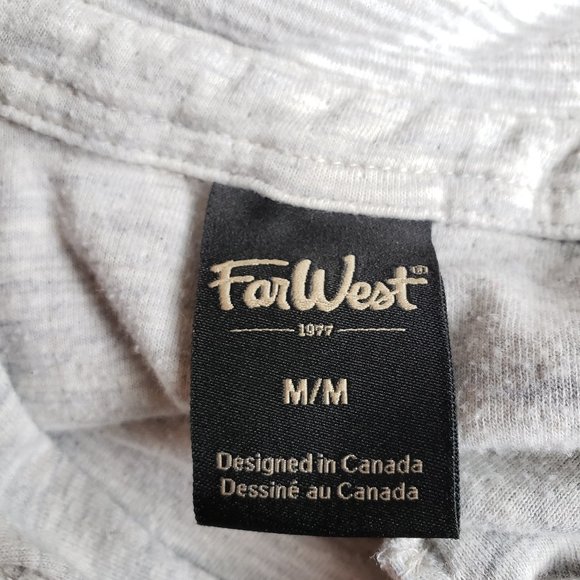 FarWest
1977
M/M
Designed in Canada
Dessiné au Canada